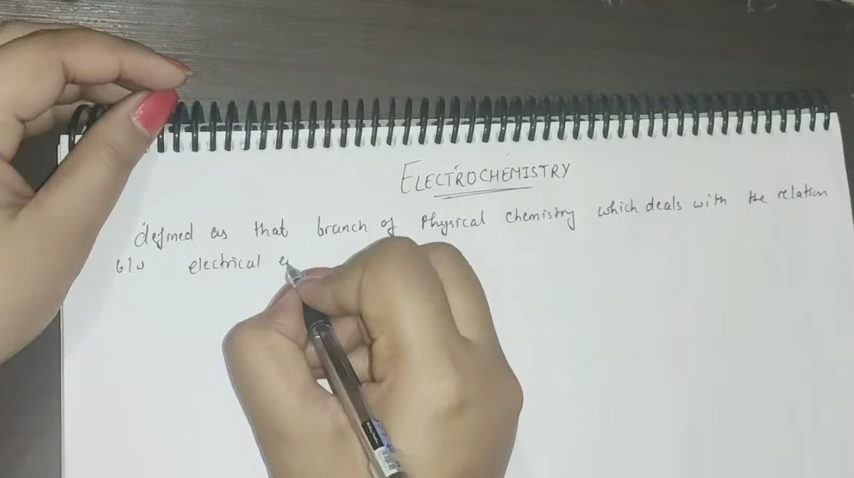 ELECTROCHEMISTRY
defined as that branch of Physical chemistry which deals with the relation
b/w electrical e